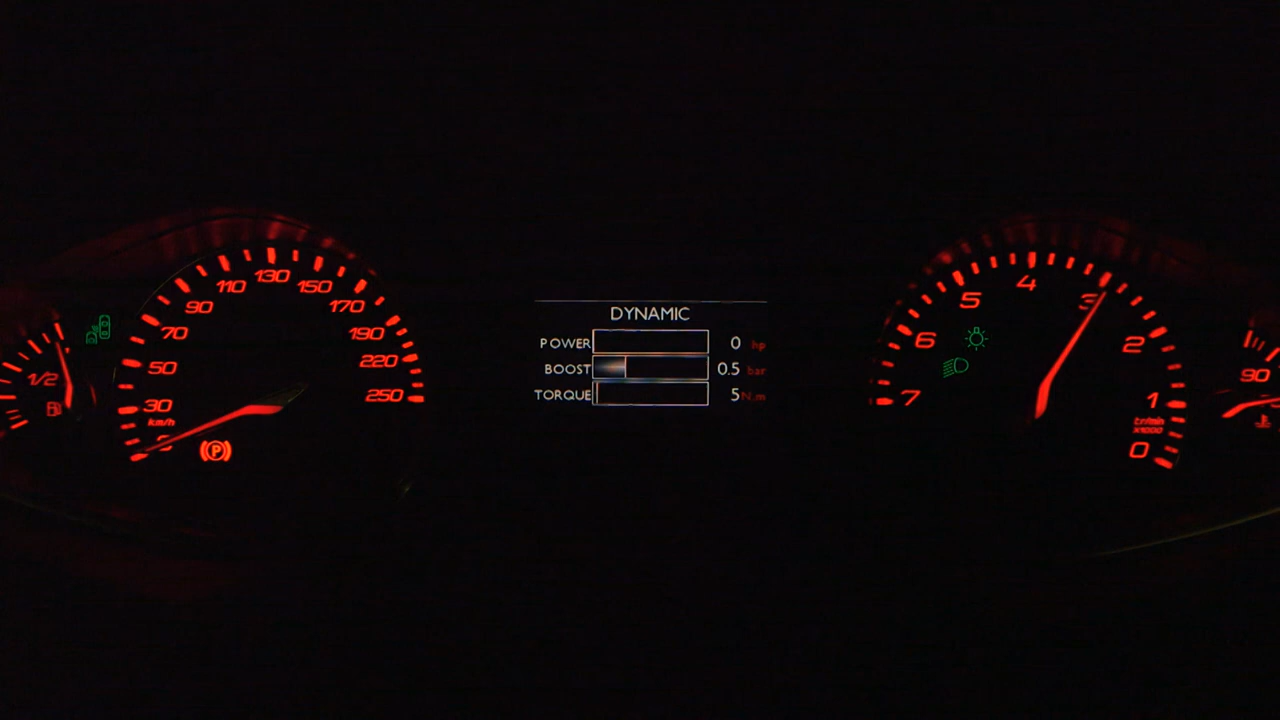 1/2
30
50
70
90
110
130
150
170
190
220
250
km/h
P
DYNAMIC
POWER 0 hp
BOOST 0.5 bar
TORQUE 5 N.m
7
6
5
4
3
2
1
0
tr/min
x1000
90